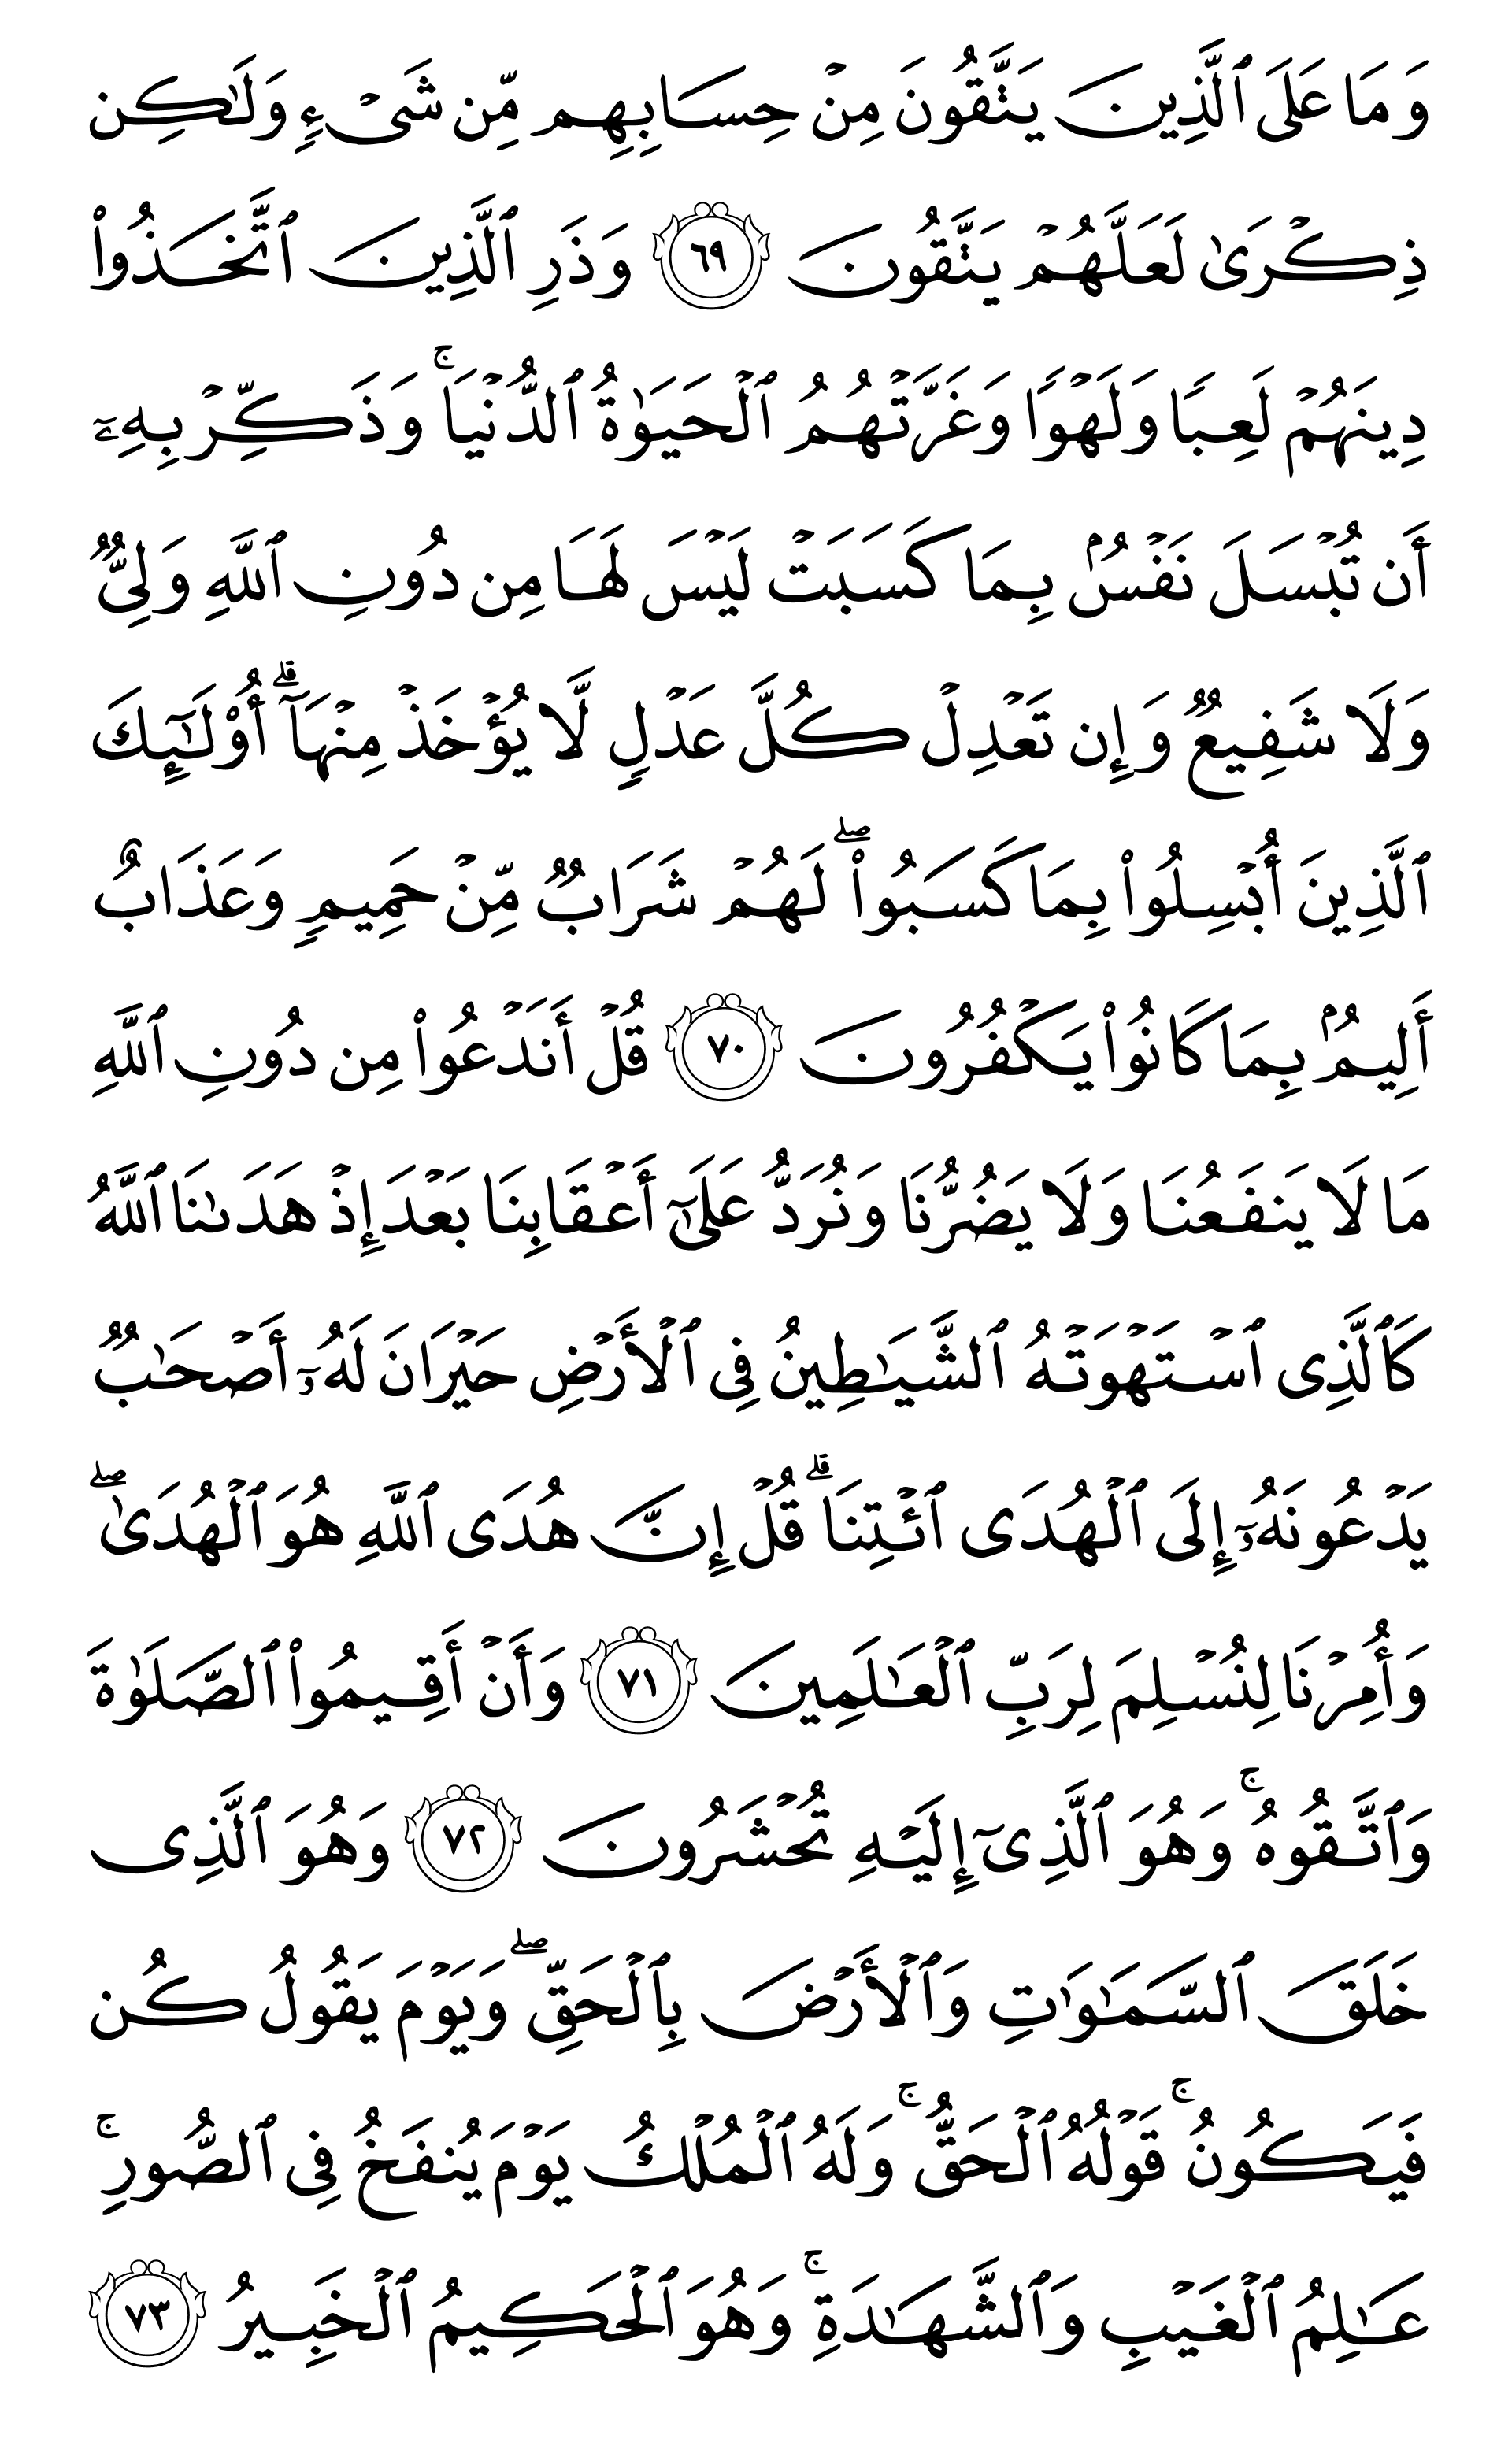 وَمَا عَلَى ٱلَّذِينَ يَتَّقُونَ مِنۡ حِسَابِهِم مِّن شَىۡءٖ وَلَٰكِن
ذِكۡرَىٰ لَعَلَّهُمۡ يَتَّقُونَ ٦٩ وَذَرِ ٱلَّذِينَ ٱتَّخَذُواْ
دِينَهُمۡ لَعِبٗا وَلَهۡوٗا وَغَرَّتۡهُمُ ٱلۡحَيَوٰةُ ٱلدُّنۡيَاۚ وَذَكِّرۡ بِهِۦٓ
أَن تُبۡسَلَ نَفۡسُۢ بِمَا كَسَبَتۡ لَيۡسَ لَهَا مِن دُونِ ٱللَّهِ وَلِىّٞ
وَلَا شَفِيعٞ وَإِن تَعۡدِلۡ كُلَّ عَدۡلٖ لَّا يُؤۡخَذۡ مِنۡهَآۗ أُوْلَٰٓئِكَ
ٱلَّذِينَ أُبۡسِلُواْ بِمَا كَسَبُواْۖ لَهُمۡ شَرَابٞ مِّنۡ حَمِيمٖ وَعَذَابٌ
أَلِيمُۢ بِمَا كَانُواْ يَكۡفُرُونَ ٧٠ قُلۡ أَنَدۡعُواْ مِن دُونِ ٱللَّهِ
مَا لَا يَنفَعُنَا وَلَا يَضُرُّنَا وَنُرَدُّ عَلَىٰٓ أَعۡقَابِنَا بَعۡدَ إِذۡ هَدَىٰنَا ٱللَّهُ
كَٱلَّذِى ٱسۡتَهۡوَتۡهُ ٱلشَّيَٰطِينُ فِى ٱلۡأَرۡضِ حَيۡرَانَ لَهُۥٓ أَصۡحَٰبٞ
يَدۡعُونَهُۥٓ إِلَى ٱلۡهُدَى ٱئۡتِنَاۗ قُلۡ إِنَّ هُدَى ٱللَّهِ هُوَ ٱلۡهُدَىٰۖ
وَأُمِرۡنَا لِنُسۡلِمَ لِرَبِّ ٱلۡعَٰلَمِينَ ٧١ وَأَنۡ أَقِيمُواْ ٱلصَّلَوٰةَ
وَٱتَّقُوهُۚ وَهُوَ ٱلَّذِىٓ إِلَيۡهِ تُحۡشَرُونَ ٧٢ وَهُوَ ٱلَّذِى
خَلَقَ ٱلسَّمَٰوَٰتِ وَٱلۡأَرۡضَ بِٱلۡحَقِّۖ وَيَوۡمَ يَقُولُ كُن
فَيَكُونُۚ قَوۡلُهُ ٱلۡحَقُّۚ وَلَهُ ٱلۡمُلۡكُ يَوۡمَ يُنفَخُ فِى ٱلصُّورِۚ
عَٰلِمُ ٱلۡغَيۡبِ وَٱلشَّهَٰدَةِۚ وَهُوَ ٱلۡحَكِيمُ ٱلۡخَبِيرُ ٧٣